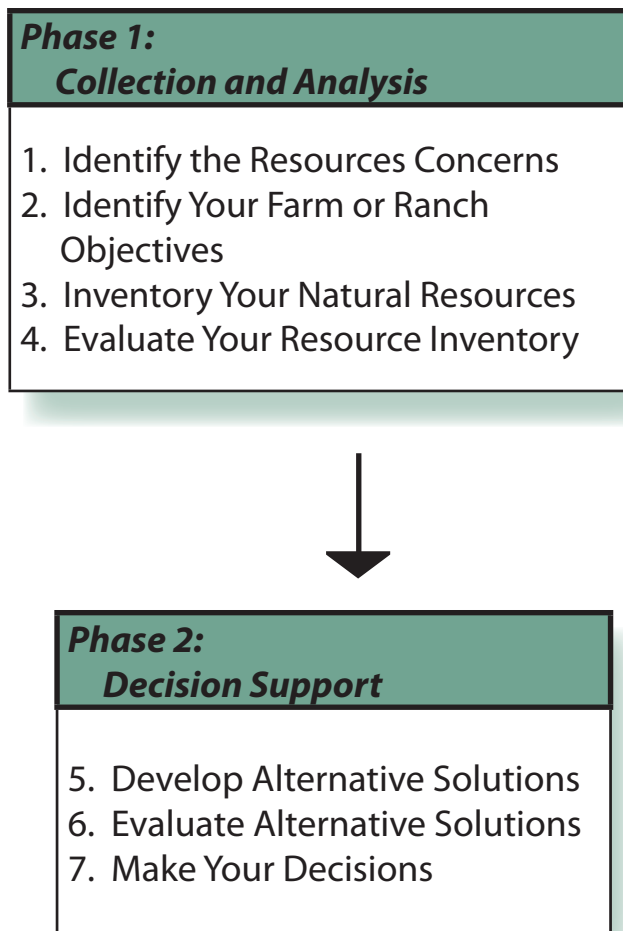 Phase 1:
Collection and Analysis
1. Identify the Resources Concerns
2. Identify Your Farm or Ranch
Objectives
3. Inventory Your Natural Resources
4. Evaluate Your Resource Inventory
Phase 2:
Decision Support
5. Develop Alternative Solutions
6. Evaluate Alternative Solutions
7. Make Your Decisions